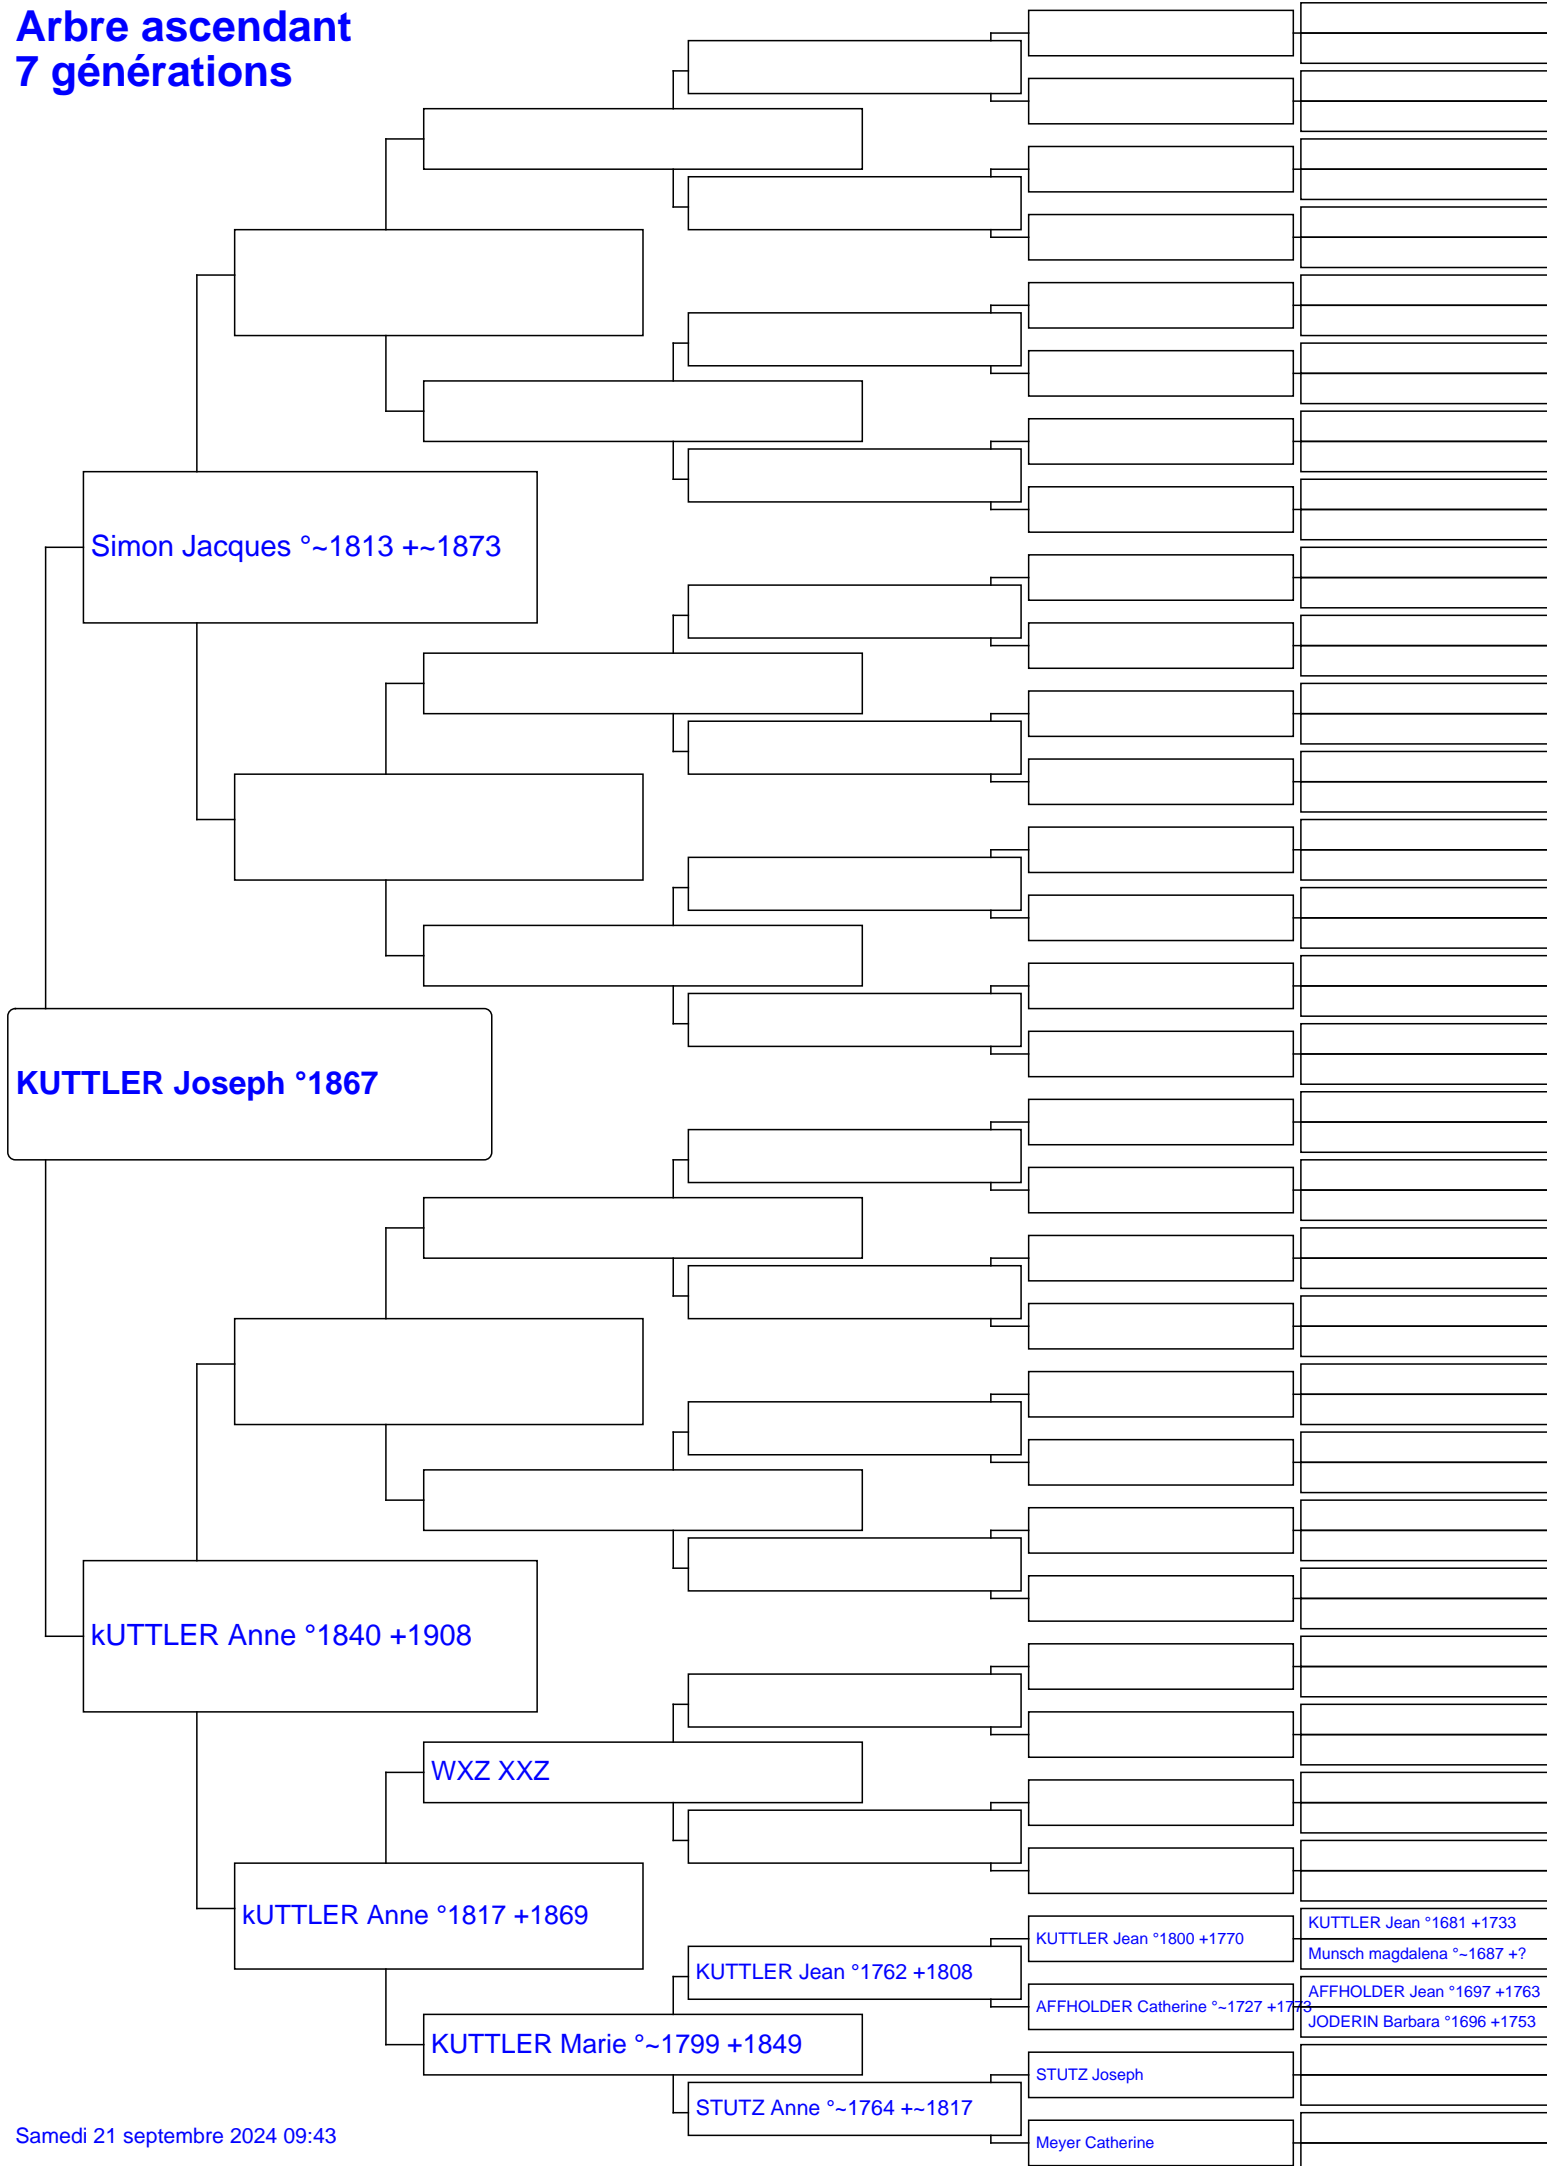 Arbre ascendant
7 générations
Simon Jacques °~1813 +~1873
KUTTLER Joseph °1867
kUTTLER Anne °1840 +1908
WXZ XXZ
kUTTLER Anne °1817 +1869
KUTTLER Marie °~1799 +1849
KUTTLER Jean °1762 +1808
STUTZ Anne °~1764 +~1817
KUTTLER Jean °1800 +1770
AFFHOLDER Catherine °~1727 +1773
STUTZ Joseph
Meyer Catherine
KUTTLER Jean °1681 +1733
Munsch magdalena °~1687 +?
AFFHOLDER Jean °1697 +1763
JODERIN Barbara °1696 +1753
Samedi 21 septembre 2024 09:43